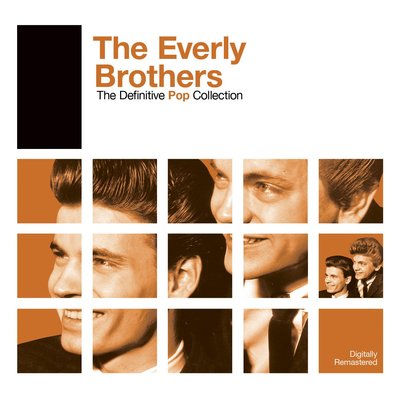 The Everly
Brothers
The Definitive Pop Collection
Digitally
Remastered